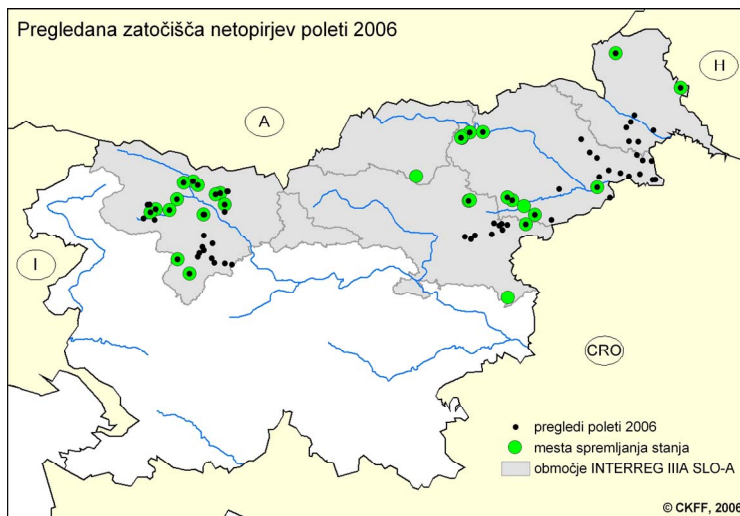 Pregledana zatočišča netopirjev poleti 2006
H
A
I
CRO
pregledi poleti 2006
mesta spremljanja stanja
območje INTERREG IIIA SLO-A
© CKFF, 2006